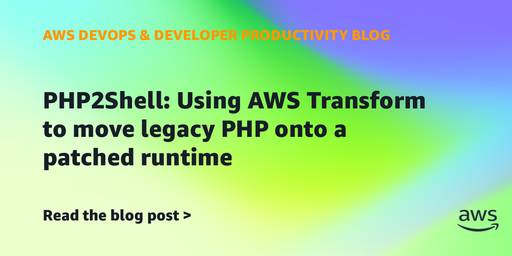 AWS DEVOPS & DEVELOPER PRODUCTIVITY BLOG
PHP2Shell: Using AWS Transform
to move legacy PHP onto a
patched runtime
Read the blog post >
aws